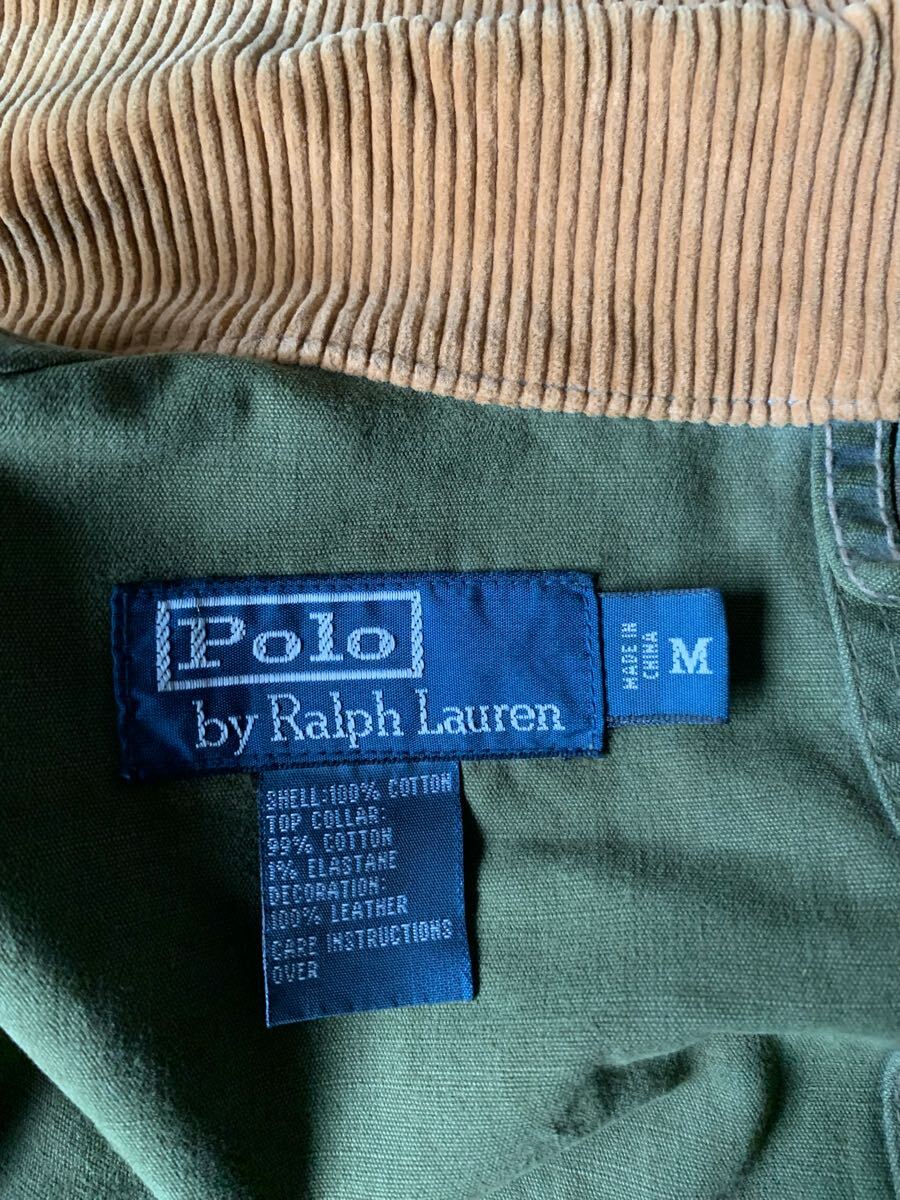 Polo
by Ralph Lauren
MADE IN
CHINA
M
SHELL:100% COTTON
TOP COLLAR:
99% COTTON
1% ELASTANE
DECORATION:
100% LEATHER
CARE INSTRUCTIONS
OVER